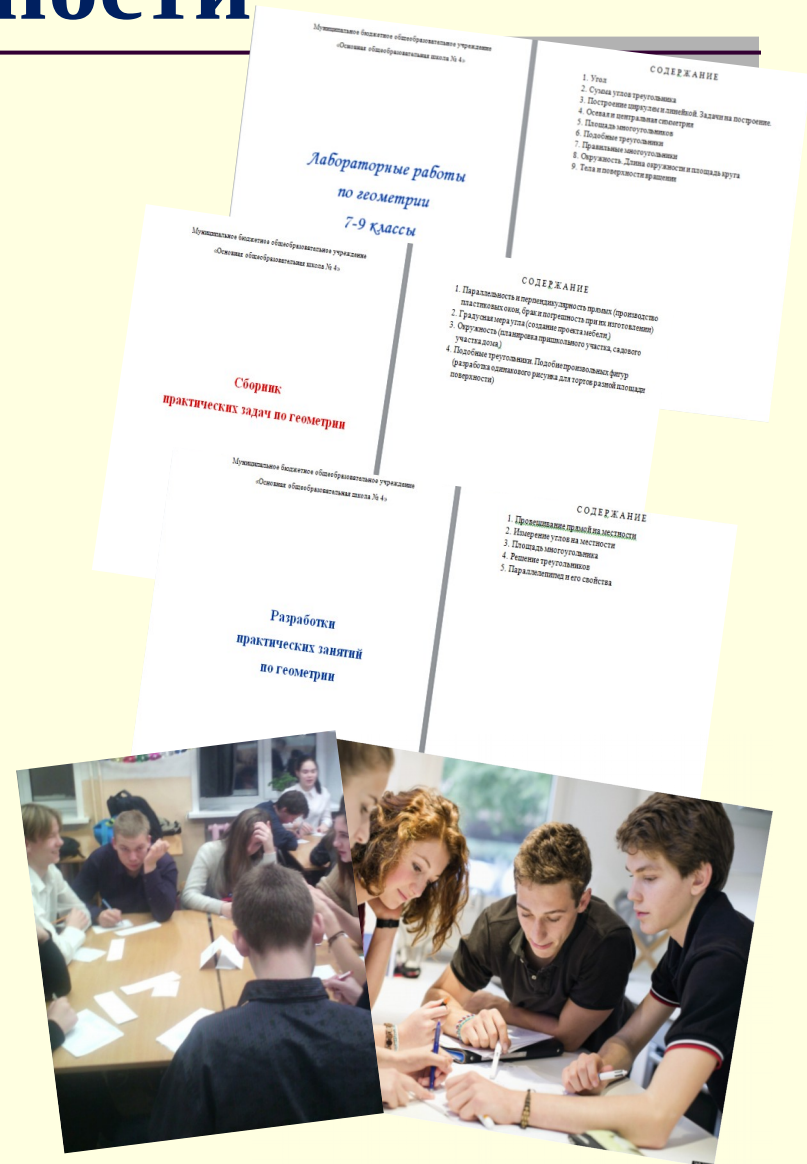 ности
Муниципальное бюджетное общеобразовательное учреждение
«Основная общеобразовательная школа № 4»
Лабораторные работы
по геометрии
7-9 классы
СОДЕРЖАНИЕ
1. Угол
2. Сумма углов треугольника
3. Построение циркулем и линейкой. Задачи на построение.
4. Осевая и центральная симметрия
5. Площадь многоугольников
6. Подобные треугольники
7. Правильные многоугольники
8. Окружность. Длина окружности и площадь круга
9. Тела и поверхности вращения
Муниципальное бюджетное общеобразовательное учреждение
«Основная общеобразовательная школа № 4»
Сборник
практических задач по геометрии
СОДЕРЖАНИЕ
1. Параллельность и перпендикулярность прямых (производство
пластиковых окон, брак и погрешность при их изготовлении)
2. Градусная мера угла (создание проекта мебели,)
3. Окружность (планировка пришкольного участка, садового
участка дома,)
4. Подобные треугольники. Подобие произвольных фигур
(разработка одинакового рисунка для тортов разной площади
поверхности)
Муниципальное бюджетное общеобразовательное учреждение
«Основная общеобразовательная школа № 4»
Разработки
практических занятий
по геометрии
СОДЕРЖАНИЕ
1. Провешивание прямой на местности
2. Измерение углов на местности
3. Площадь многоугольника
4. Решение треугольников
5. Параллелепипед и его свойства